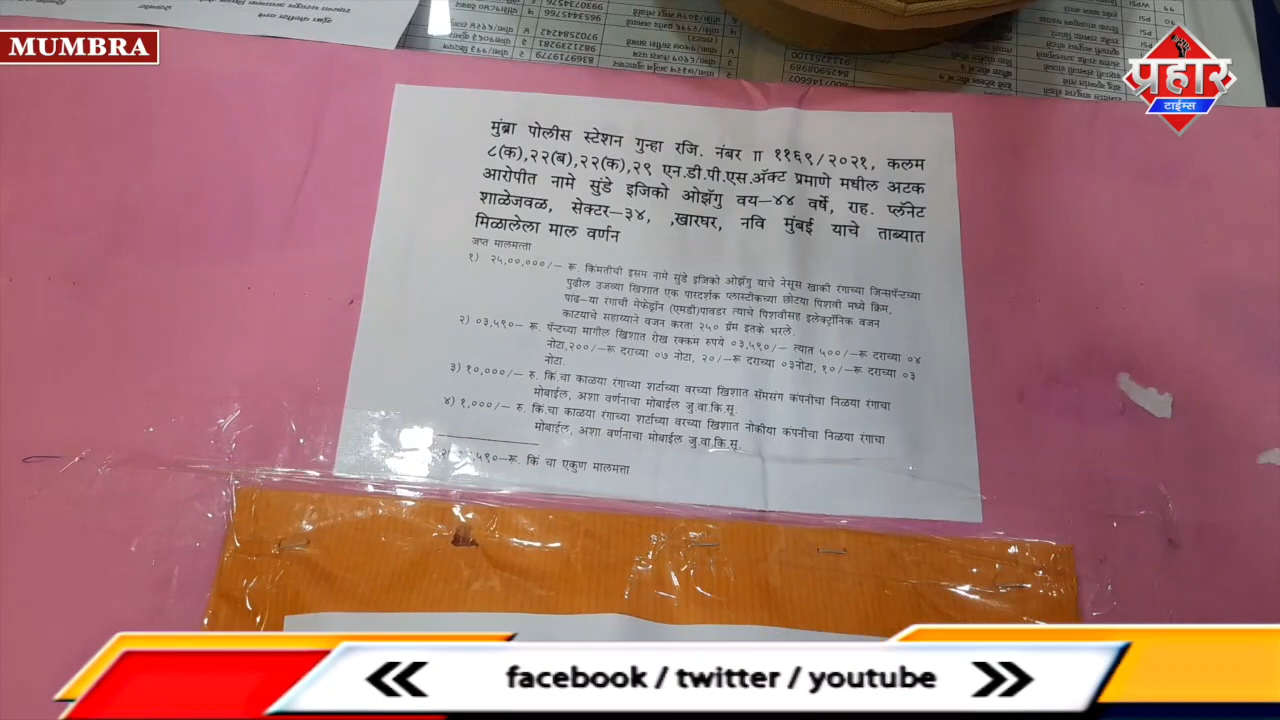 MUMBRA
प्रहार
टाईम्स
मुंब्रा पोलीस स्टेशन गुन्हा रजि. नंबर II ११६९/२०२१, कलम
८(क),२२(ब),२२(क),२९ एन.डी.पी.एस.ॲक्ट प्रमाणे मधील अटक
आरोपीत नामे सुंडे इजिको ओझॅगु वय–४४ वर्षे, राह. प्लॅनेट
शाळेजवळ, सेक्टर–३४, ,खारघर, नवि मुंबई याचे ताब्यात
मिळालेला माल वर्णन
जप्त मालमत्ता
१) २५,००,०००/– रू. किंमतीची इसम नामे सुंडे इजिको ओझॅगु याचे नेसूस खाकी रंगाच्या जिन्सपॅन्टच्या
पुढील उजव्या खिशात एक पारदर्शक प्लास्टीकच्या छोटया पिशवी मध्ये क्रिम,
पांढ–या रंगाची मेफेड्रॉन (एमडी)पावडर त्याचे पिशवीसह इलेक्ट्रॉनिक वजन
काटयाचे सहाय्याने वजन करता २५० ग्रॅम इतके भरले.
२) ०३,५९०– रू. पॅन्टच्या मागील खिशात रोख रक्कम रुपये ०३,५९०/– त्यात ५००/–रू दराच्या ०४
नोटा,२००/–रू दराच्या ०७ नोटा, २०/–रू दराच्या ०३नोटा, १०/–रू दराच्या ०३
नोटा.
३) १०,०००/– रु. किं.चा काळया रंगाच्या शर्टाच्या वरच्या खिशात सॅमसंग कंपनीचा निळया रंगाचा
मोबाईल, अशा वर्णनाचा मोबाईल जु.वा.कि.सू.
४) १,०००/– रु. किं.चा काळया रंगाच्या शर्टाच्या वरच्या खिशात नोकीया कंपनीचा निळया रंगाचा
मोबाईल, अशा वर्णनाचा मोबाईल जु.वा.कि.सू.
५९०–रू. किं चा एकुण मालमत्ता
facebook / twitter / youtube